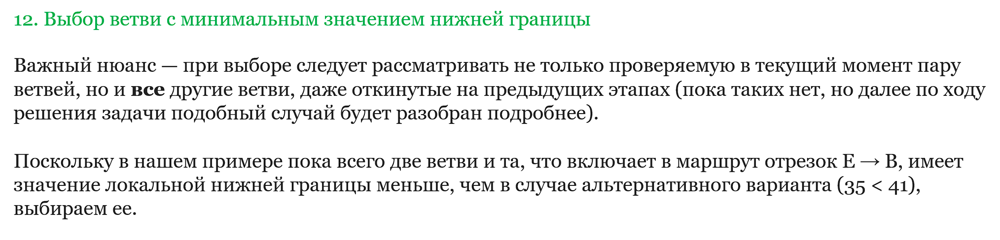 12. Выбор ветви с минимальным значением нижней границы
Важный нюанс — при выборе следует рассматривать не только проверяемую в текущий момент пару
ветвей, но и все другие ветви, даже откинутые на предыдущих этапах (пока таких нет, но далее по ходу
решения задачи подобный случай будет разобран подробнее).
Поскольку в нашем примере пока всего две ветви и та, что включает в маршрут отрезок E → B, имеет
значение локальной нижней границы меньше, чем в случае альтернативного варианта (35 < 41),
выбираем ее.